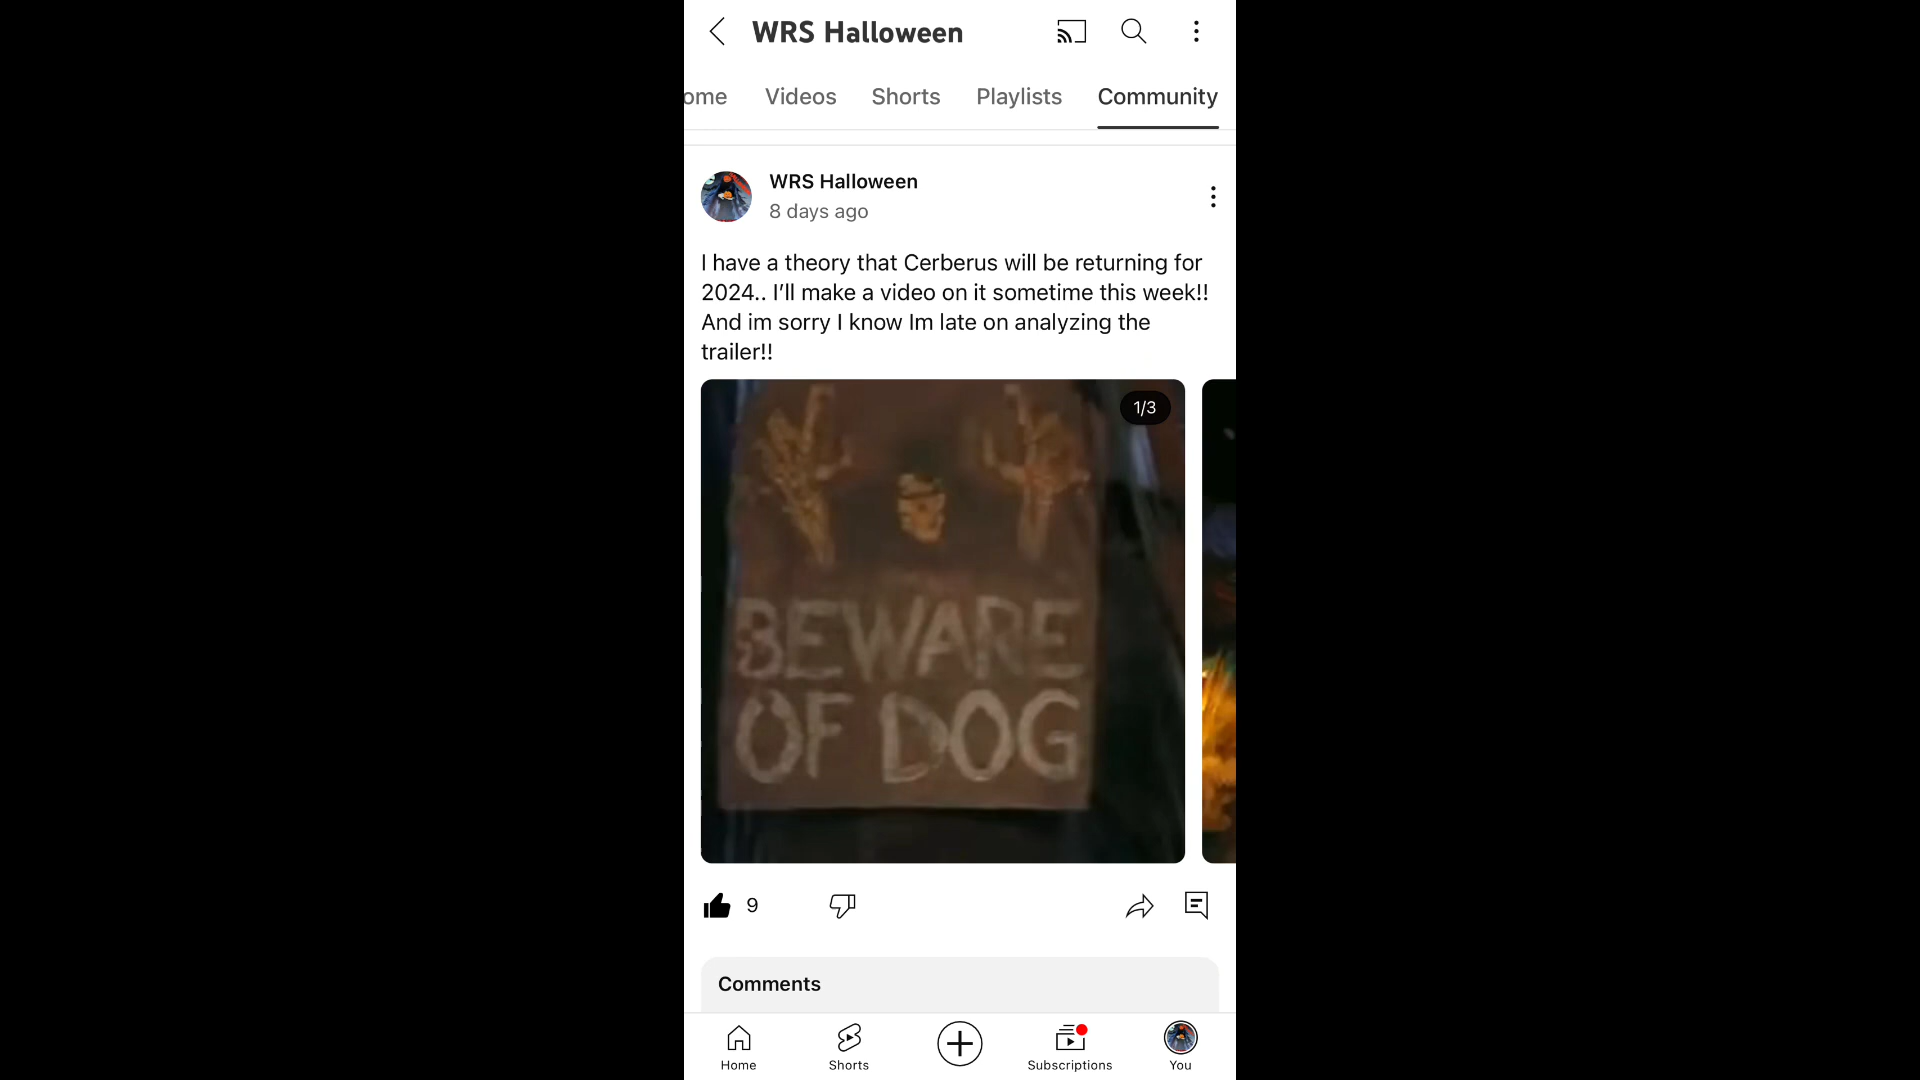 WRS Halloween
ome Videos Shorts Playlists Community
WRS Halloween
8 days ago
I have a theory that Cerberus will be returning for
2024.. I’ll make a video on it sometime this week!!
And im sorry I know Im late on analyzing the
trailer!!
1/3
BEWARE
OF DOG
9
Comments
Home Shorts Subscriptions You